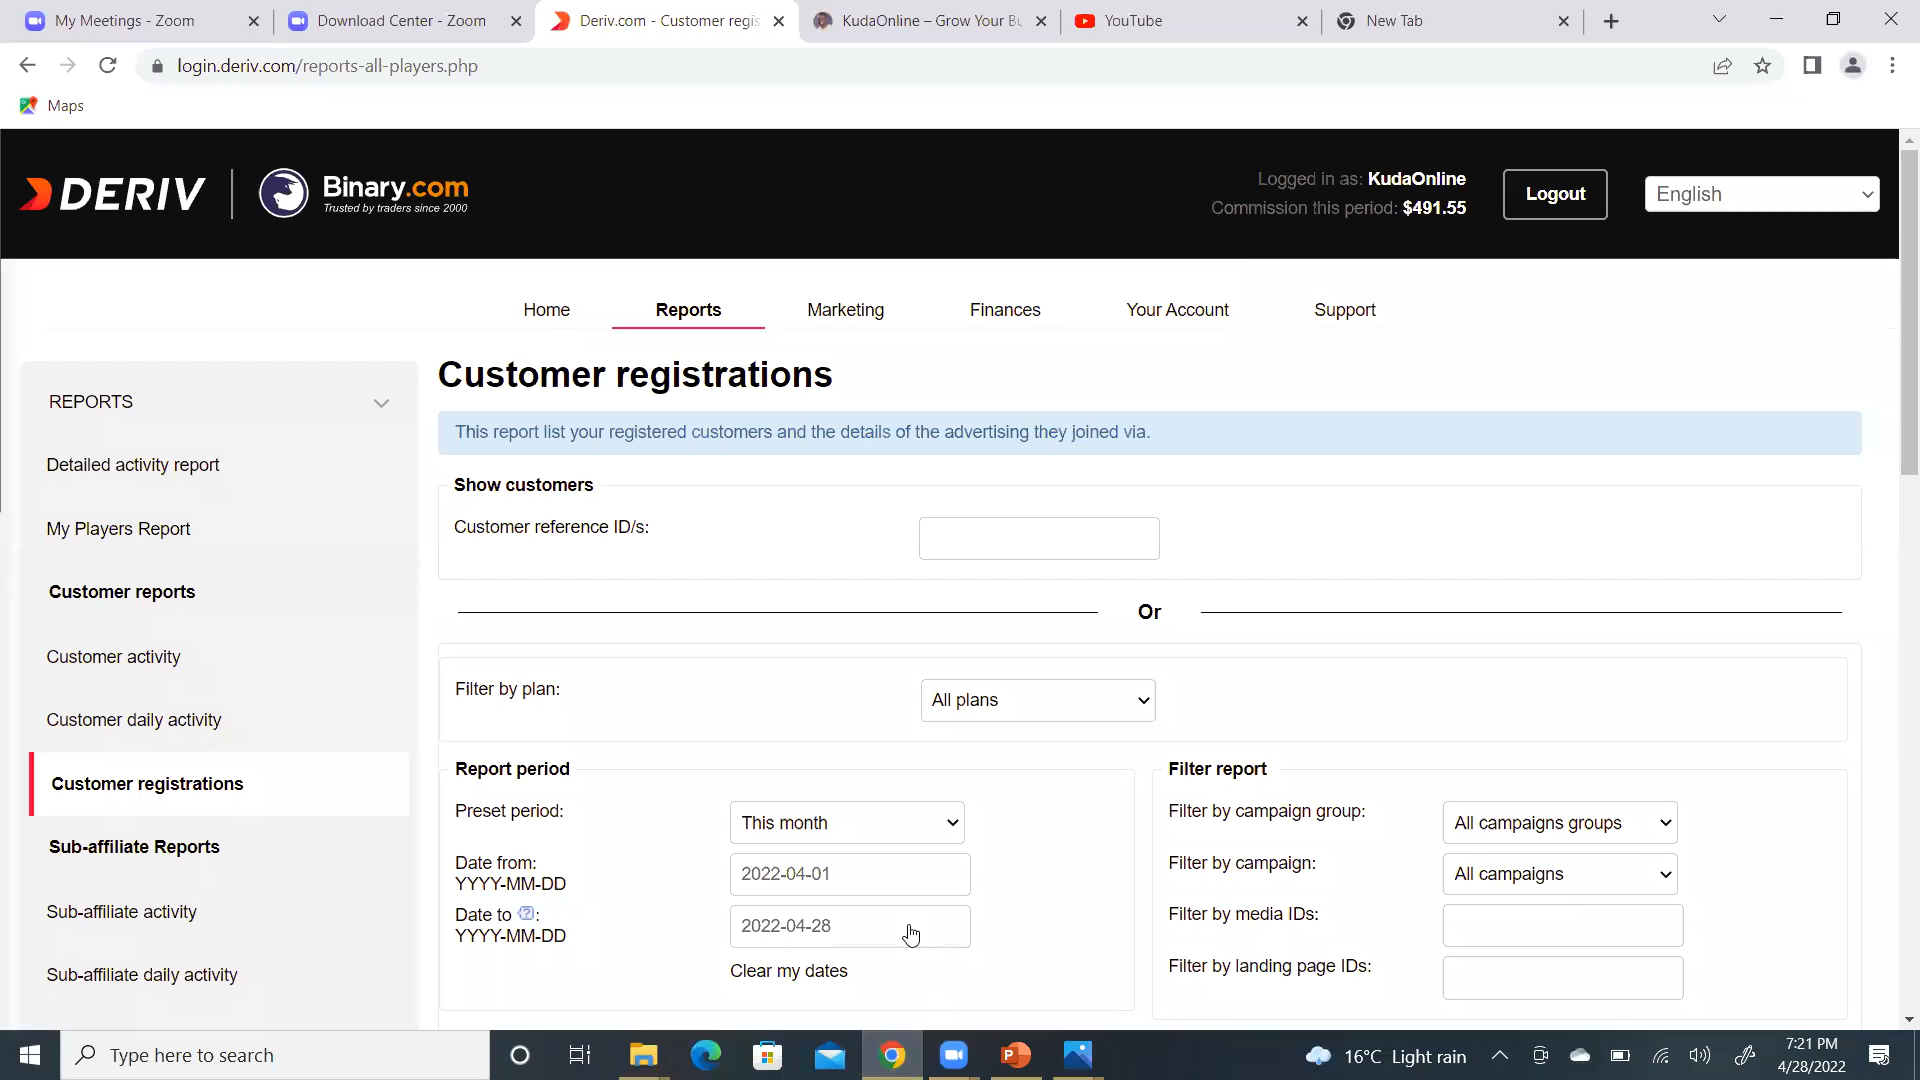 My Meetings - Zoom
Download Center - Zoom
Deriv.com - Customer regis
KudaOnline – Grow Your Bu
YouTube
New Tab
login.deriv.com/reports-all-players.php
Maps
DERIV
Binary.com
Trusted by traders since 2000
Logged in as: KudaOnline
Commission this period: $491.55
Logout
English
Home
Reports
Marketing
Finances
Your Account
Support
REPORTS
Detailed activity report
My Players Report
Customer reports
Customer activity
Customer daily activity
Customer registrations
Sub-affiliate Reports
Sub-affiliate activity
Sub-affiliate daily activity
Customer registrations
This report list your registered customers and the details of the advertising they joined via.
Show customers
Customer reference ID/s:
Or
Filter by plan:
All plans
Report period
Preset period:
This month
Date from:
YYYY-MM-DD
2022-04-01
Date to ?:
YYYY-MM-DD
2022-04-28
Clear my dates
Filter report
Filter by campaign group:
All campaigns groups
Filter by campaign:
All campaigns
Filter by media IDs:
Filter by landing page IDs:
Type here to search
P
16°C Light rain
7:21 PM
4/28/2022